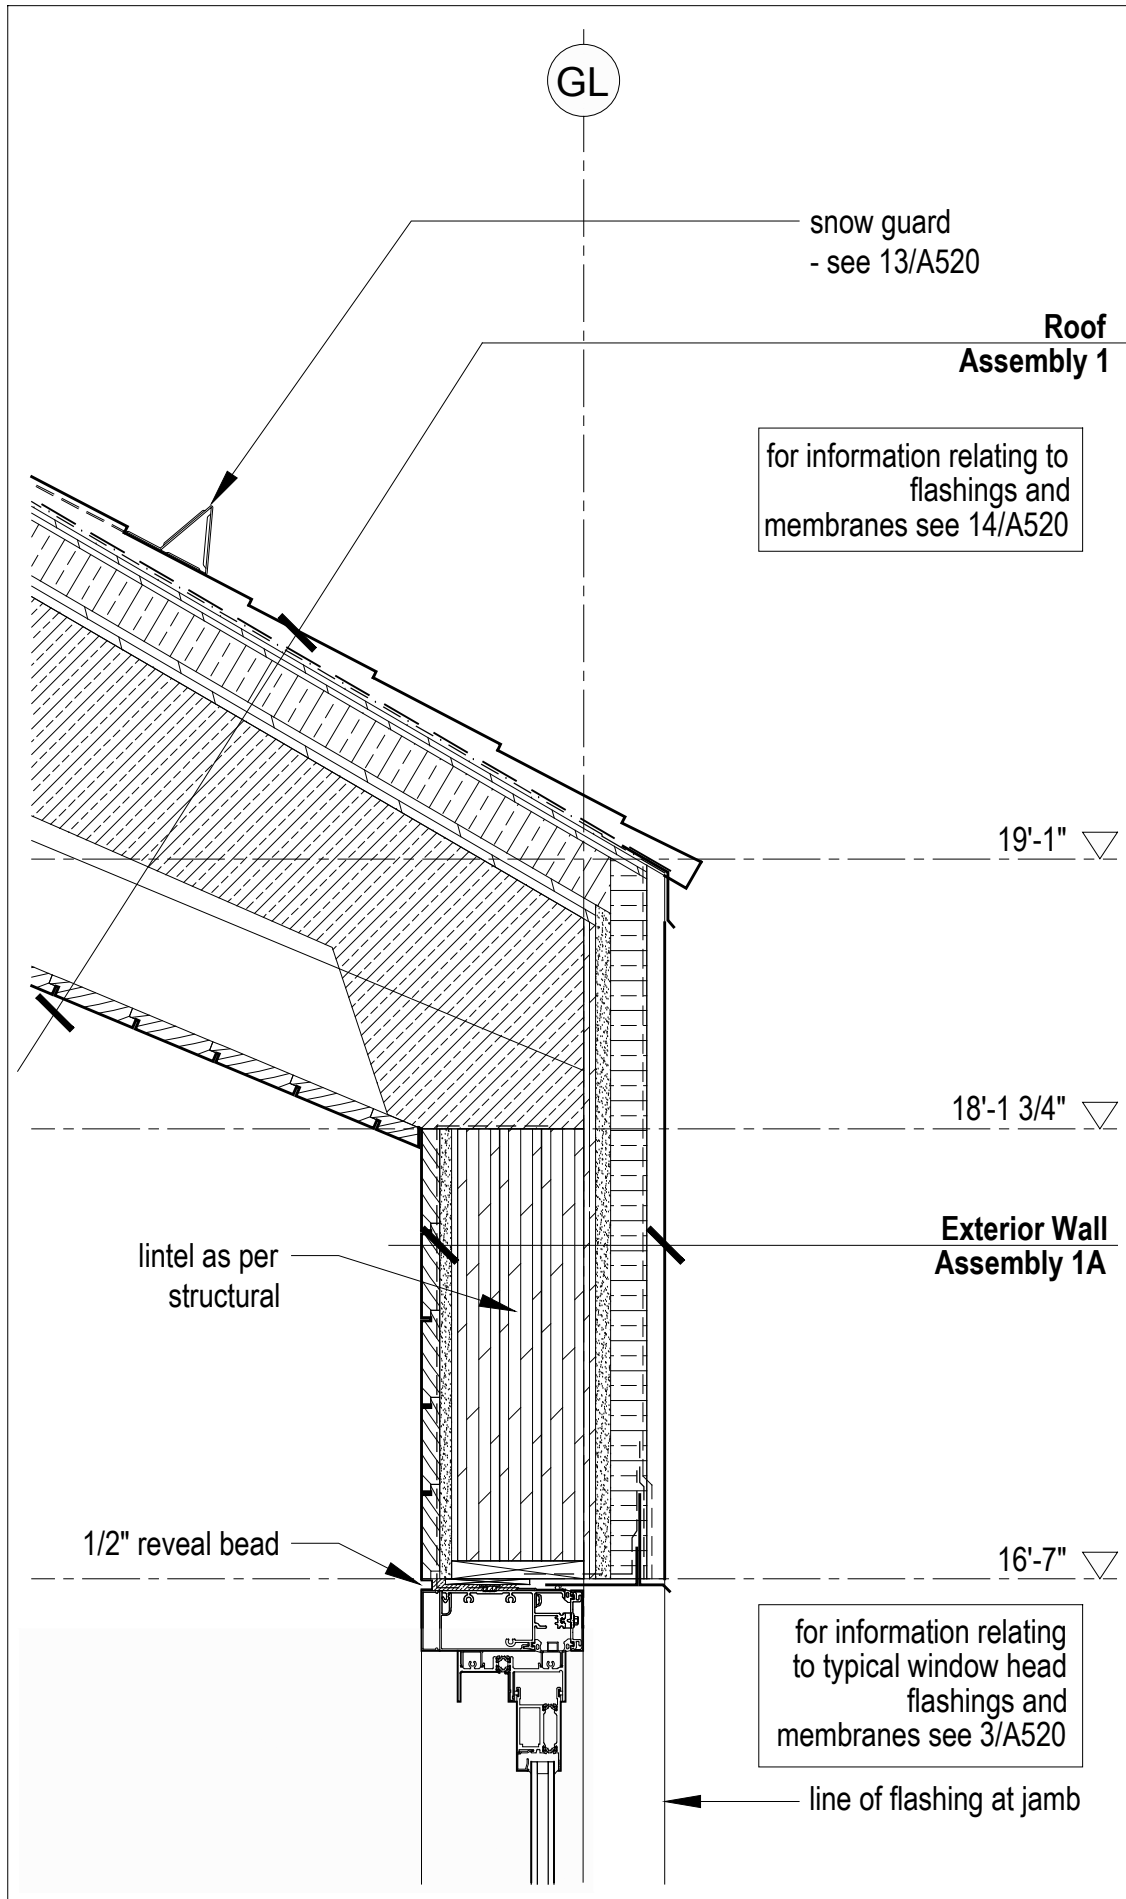 GL
snow guard
- see 13/A520
Roof
Assembly 1
for information relating to
flashings and
membranes see 14/A520
19'-1"
18'-1 3/4"
Exterior Wall
Assembly 1A
lintel as per
structural
1/2" reveal bead
16'-7"
for information relating
to typical window head
flashings and
membranes see 3/A520
line of flashing at jamb